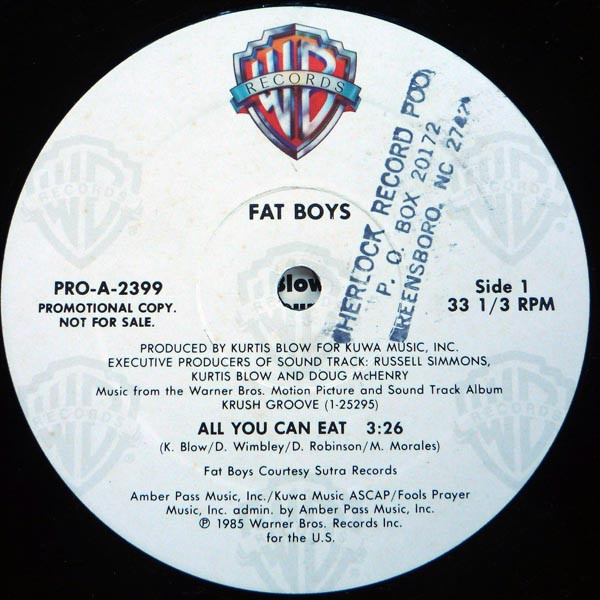 WB
RECORDS
FAT BOYS
HERLOCK RECORD POO
P. O. BOX 20172
REENSBORO, NC 2742
PRO-A-2399
PROMOTIONAL COPY.
NOT FOR SALE.
Blow
Side 1
33 1/3 RPM
PRODUCED BY KURTIS BLOW FOR KUWA MUSIC, INC.
EXECUTIVE PRODUCERS OF SOUND TRACK: RUSSELL SIMMONS,
KURTIS BLOW AND DOUG McHENRY
Music from the Warner Bros. Motion Picture and Sound Track Album
KRUSH GROOVE (1-25295)
ALL YOU CAN EAT 3:26
(K. Blow/D. Wimbley/D. Robinson/M. Morales)
Fat Boys Courtesy Sutra Records
Amber Pass Music, Inc./Kuwa Music ASCAP/Fools Prayer
Music, Inc. admin. by Amber Pass Music, Inc.
℗ 1985 Warner Bros. Records Inc.
for the U.S.